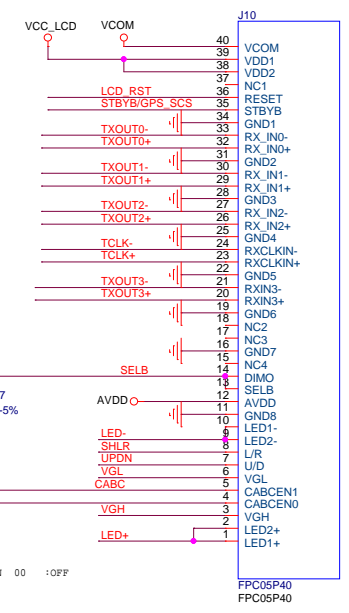 J10
VCC_LCD VCOM
40 VCOM
39 VDD1
38 VDD2
37 NC1
LCD_RST 36 RESET
STBYB/GPS_SCS 35 STBYB
34 GND1
TXOUT0- 33 RX_IN0-
TXOUT0+ 32 RX_IN0+
31 GND2
TXOUT1- 30 RX_IN1-
TXOUT1+ 29 RX_IN1+
28 GND3
TXOUT2- 27 RX_IN2-
TXOUT2+ 26 RX_IN2+
25 GND4
TCLK- 24 RXCLKIN-
TCLK+ 23 RXCLKIN+
22 GND5
TXOUT3- 21 RXIN3-
TXOUT3+ 20 RXIN3+
19 GND6
18 NC2
17 NC3
16 GND7
15 NC4
SELB 14 DIMO
13 SELB
7
-5%
AVDD 12 AVDD
11 GND8
10 LED1-
LED- 9 LED2-
SHLR 8 L/R
UPDN 7 U/D
VGL 6 VGL
CABC 5 CABCEN1
4 CABCEN0
VGH 3 VGH
2 LED2+
LED+ 1 LED1+
00 :OFF
FPC05P40
FPC05P40